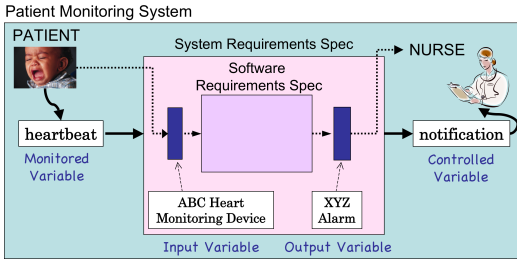 Patient Monitoring System
PATIENT
System Requirements Spec
NURSE
Software
Requirements Spec
heartbeat
notification
Monitored
Variable
Controlled
Variable
ABC Heart
Monitoring Device
XYZ
Alarm
Input Variable
Output Variable